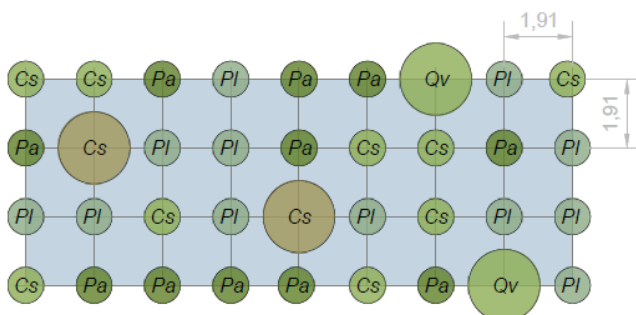 1,91
Cs Cs Pa Pl Pa Pa Qv Pl Cs
1,91
Pa Cs Pl Pl Pa Cs Cs Pa Pl
Pl Pl Cs Pl Cs Pl Cs Pl Pl
Cs Pa Pa Pa Pa Cs Pa Qv Pl